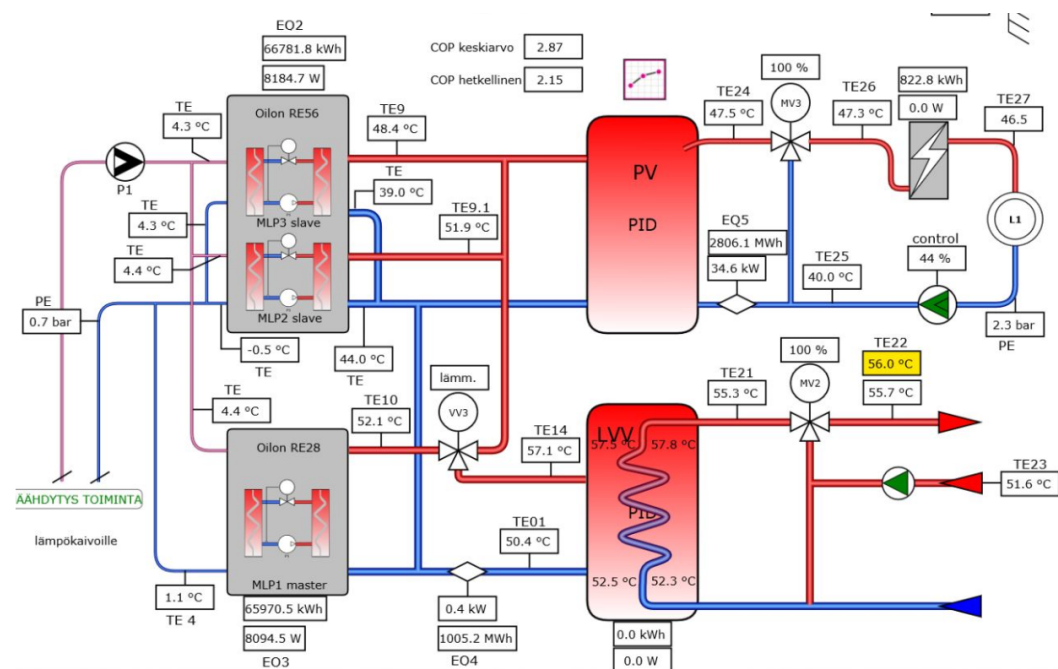 EO2
66781.8 kWh
8184.7 W
COP keskiarvo
2.87
COP hetkellinen
2.15
Oilon RE56
MLP3 slave
MLP2 slave
TE
4.3 °C
P1
TE
4.3 °C
TE
4.4 °C
PE
0.7 bar
-0.5 °C
TE
TE9
48.4 °C
TE
39.0 °C
TE9.1
51.9 °C
44.0 °C
TE
PV
PID
TE24
47.5 °C
100 %
MV3
TE26
47.3 °C
822.8 kWh
0.0 W
TE27
46.5
L1
EQ5
2806.1 MWh
34.6 kW
TE25
40.0 °C
control
44 %
2.3 bar
PE
TE
4.4 °C
Oilon RE28
MLP1 master
65970.5 kWh
8094.5 W
EO3
ÄÄHDYTYS TOIMINTA
lämpökaivoille
1.1 °C
TE 4
TE10
52.1 °C
lämm.
VV3
TE14
57.1 °C
TE01
50.4 °C
0.4 kW
1005.2 MWh
EO4
LVV
57.5 °C
57.8 °C
PID
52.5 °C
52.3 °C
0.0 kWh
0.0 W
TE21
55.3 °C
100 %
MV2
TE22
56.0 °C
55.7 °C
TE23
51.6 °C